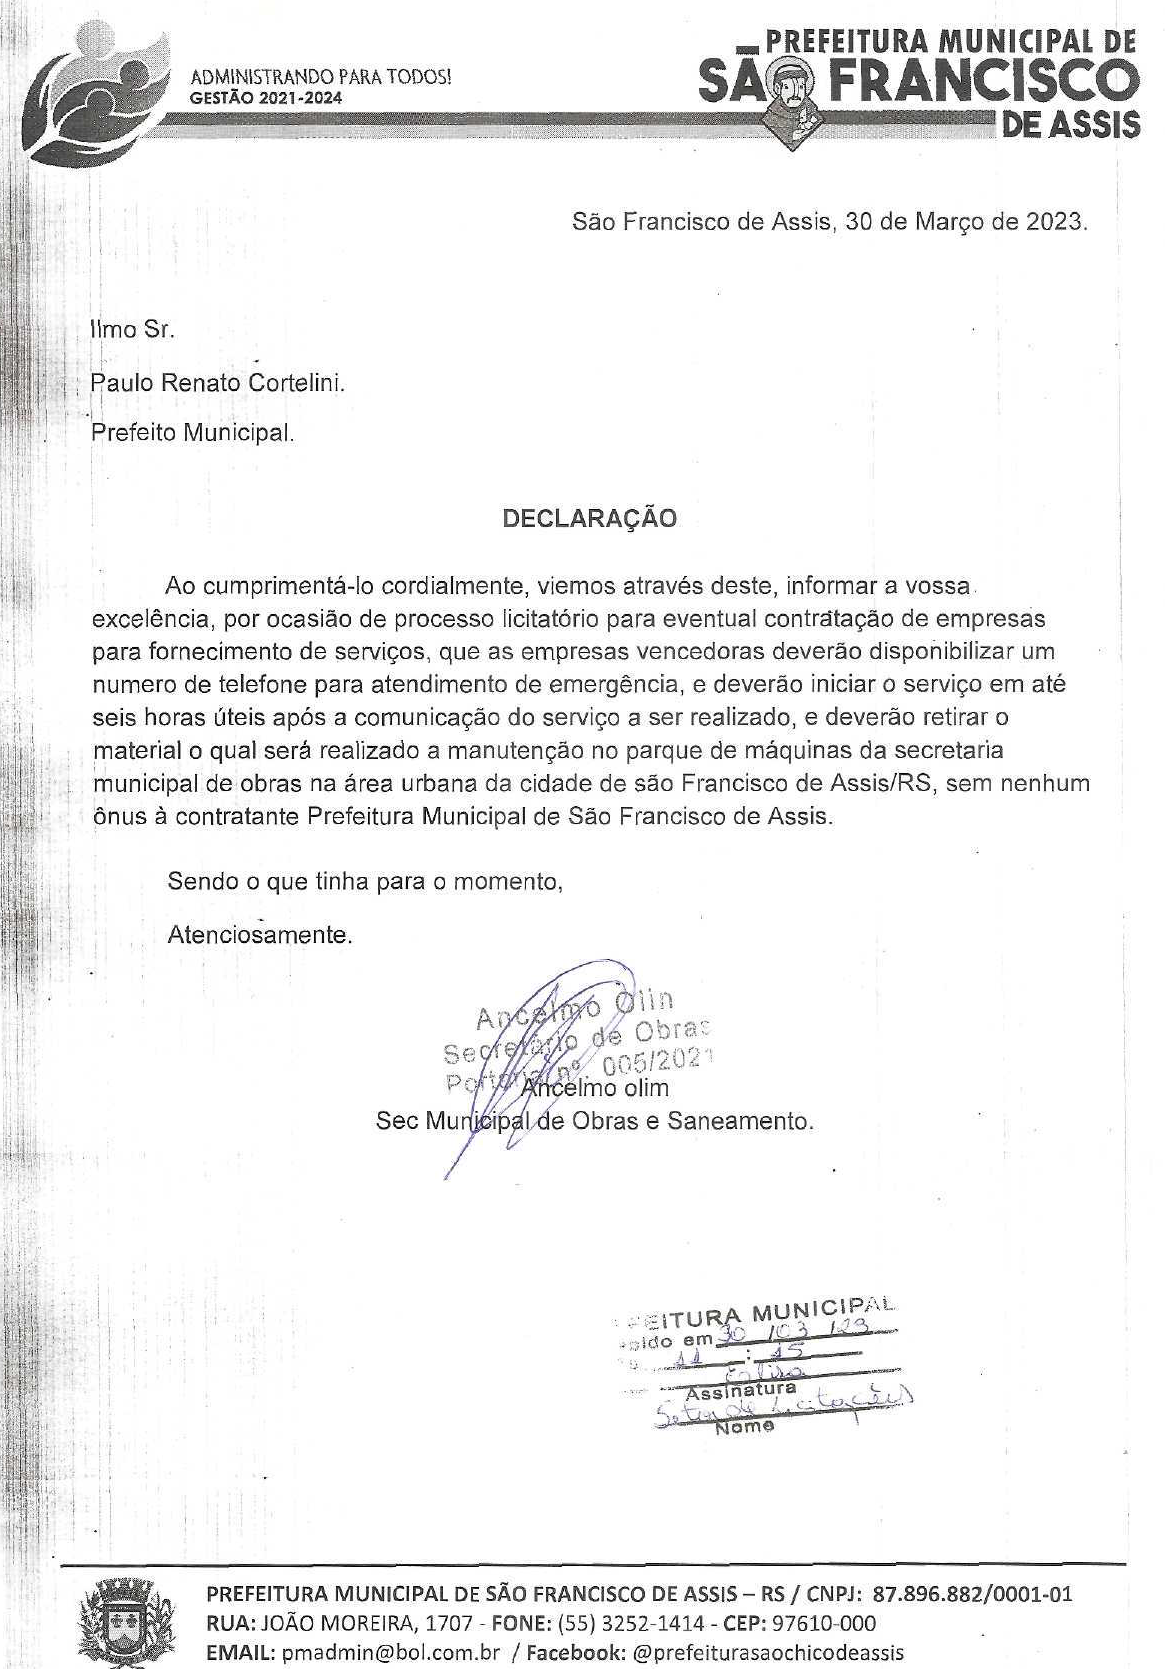 ADMINISTRANDO PARA TODOS!
GESTÃO 2021-2024
PREFEITURA MUNICIPAL DE
SÃO FRANCISCO
DE ASSIS
São Francisco de Assis, 30 de Março de 2023.
Ilmo Sr.
Paulo Renato Cortelini.
Prefeito Municipal.
DECLARAÇÃO
Ao cumprimentá-lo cordialmente, viemos através deste, informar a vossa
excelência, por ocasião de processo licitatório para eventual contratação de empresas
para fornecimento de serviços, que as empresas vencedoras deverão disponibilizar um
numero de telefone para atendimento de emergência, e deverão iniciar o serviço em até
seis horas úteis após a comunicação do serviço a ser realizado, e deverão retirar o
material o qual será realizado a manutenção no parque de máquinas da secretaria
municipal de obras na área urbana da cidade de são Francisco de Assis/RS, sem nenhum
ônus à contratante Prefeitura Municipal de São Francisco de Assis.
Sendo o que tinha para o momento,
Atenciosamente.
Ancelmo Olin
Secretário de Obras
Portaria nº. 005/2021
Ancelmo olim
Sec Municipal de Obras e Saneamento.
EITURA MUNICIPAL
em 30 / 03 / 23
11 : 15
Assinatura
Setor de Licitações
Nome
PREFEITURA MUNICIPAL DE SÃO FRANCISCO DE ASSIS – RS / CNPJ: 87.896.882/0001-01
RUA: JOÃO MOREIRA, 1707 - FONE: (55) 3252-1414 - CEP: 97610-000
EMAIL: pmadmin@bol.com.br / Facebook: @prefeiturasaochicodeassis